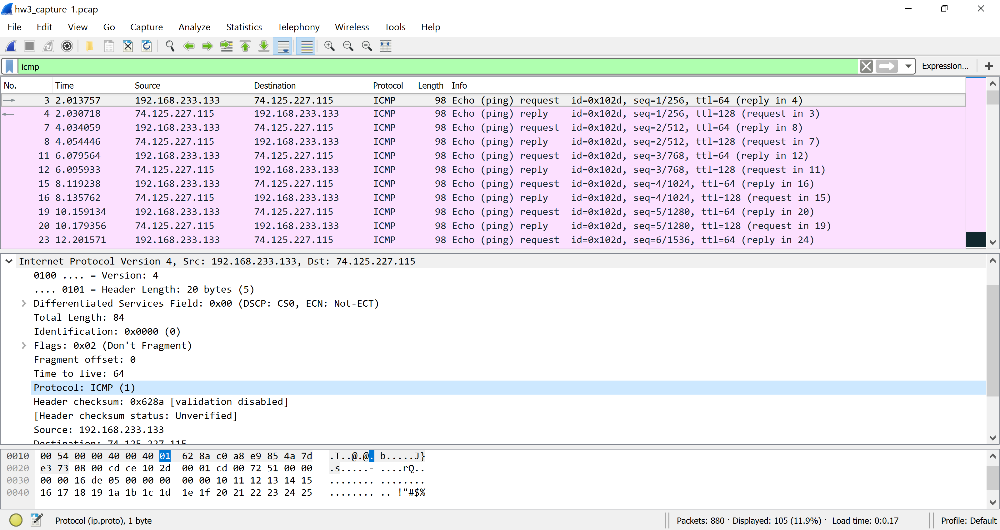 hw3_capture-1.pcap
File Edit View Go Capture Analyze Statistics Telephony Wireless Tools Help
icmp Expression... +
No. Time Source Destination Protocol Length Info
3 2.013757 192.168.233.133 74.125.227.115 ICMP 98 Echo (ping) request id=0x102d, seq=1/256, ttl=64 (reply in 4)
4 2.030718 74.125.227.115 192.168.233.133 ICMP 98 Echo (ping) reply id=0x102d, seq=1/256, ttl=128 (request in 3)
7 4.034059 192.168.233.133 74.125.227.115 ICMP 98 Echo (ping) request id=0x102d, seq=2/512, ttl=64 (reply in 8)
8 4.054446 74.125.227.115 192.168.233.133 ICMP 98 Echo (ping) reply id=0x102d, seq=2/512, ttl=128 (request in 7)
11 6.079564 192.168.233.133 74.125.227.115 ICMP 98 Echo (ping) request id=0x102d, seq=3/768, ttl=64 (reply in 12)
12 6.095933 74.125.227.115 192.168.233.133 ICMP 98 Echo (ping) reply id=0x102d, seq=3/768, ttl=128 (request in 11)
15 8.119238 192.168.233.133 74.125.227.115 ICMP 98 Echo (ping) request id=0x102d, seq=4/1024, ttl=64 (reply in 16)
16 8.135762 74.125.227.115 192.168.233.133 ICMP 98 Echo (ping) reply id=0x102d, seq=4/1024, ttl=128 (request in 15)
19 10.159134 192.168.233.133 74.125.227.115 ICMP 98 Echo (ping) request id=0x102d, seq=5/1280, ttl=64 (reply in 20)
20 10.179356 74.125.227.115 192.168.233.133 ICMP 98 Echo (ping) reply id=0x102d, seq=5/1280, ttl=128 (request in 19)
23 12.201571 192.168.233.133 74.125.227.115 ICMP 98 Echo (ping) request id=0x102d, seq=6/1536, ttl=64 (reply in 24)
Internet Protocol Version 4, Src: 192.168.233.133, Dst: 74.125.227.115
0100 .... = Version: 4
.... 0101 = Header Length: 20 bytes (5)
Differentiated Services Field: 0x00 (DSCP: CS0, ECN: Not-ECT)
Total Length: 84
Identification: 0x0000 (0)
Flags: 0x02 (Don't Fragment)
Fragment offset: 0
Time to live: 64
Protocol: ICMP (1)
Header checksum: 0x628a [validation disabled]
[Header checksum status: Unverified]
Source: 192.168.233.133
Destination: 74.125.227.115
0010 00 54 00 00 40 00 40 01 62 8a c0 a8 e9 85 4a 7d .T..@.@. b.....J}
0020 e3 73 08 00 cd ce 10 2d 00 01 cd 00 72 51 00 00 .s.....- ....rQ..
0030 00 00 16 de 05 00 00 00 00 00 10 11 12 13 14 15 ........ ........
0040 16 17 18 19 1a 1b 1c 1d 1e 1f 20 21 22 23 24 25 ........ .. !"#$%
Protocol (ip.proto), 1 byte Packets: 880 · Displayed: 105 (11.9%) · Load time: 0:0.17 Profile: Default